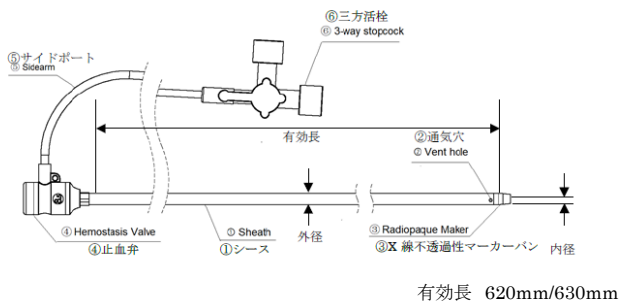 ⑥三方活栓
⑥ 3-way stopcock
⑤サイドポート
⑤ Sidearm
有効長
②通気穴
② Vent hole
④ Hemostasis Valve
④止血弁
① Sheath
①シース
外径
③ Radiopaque Maker
③X 線不透過性マーカーバン
内径
有効長 620mm/630mm